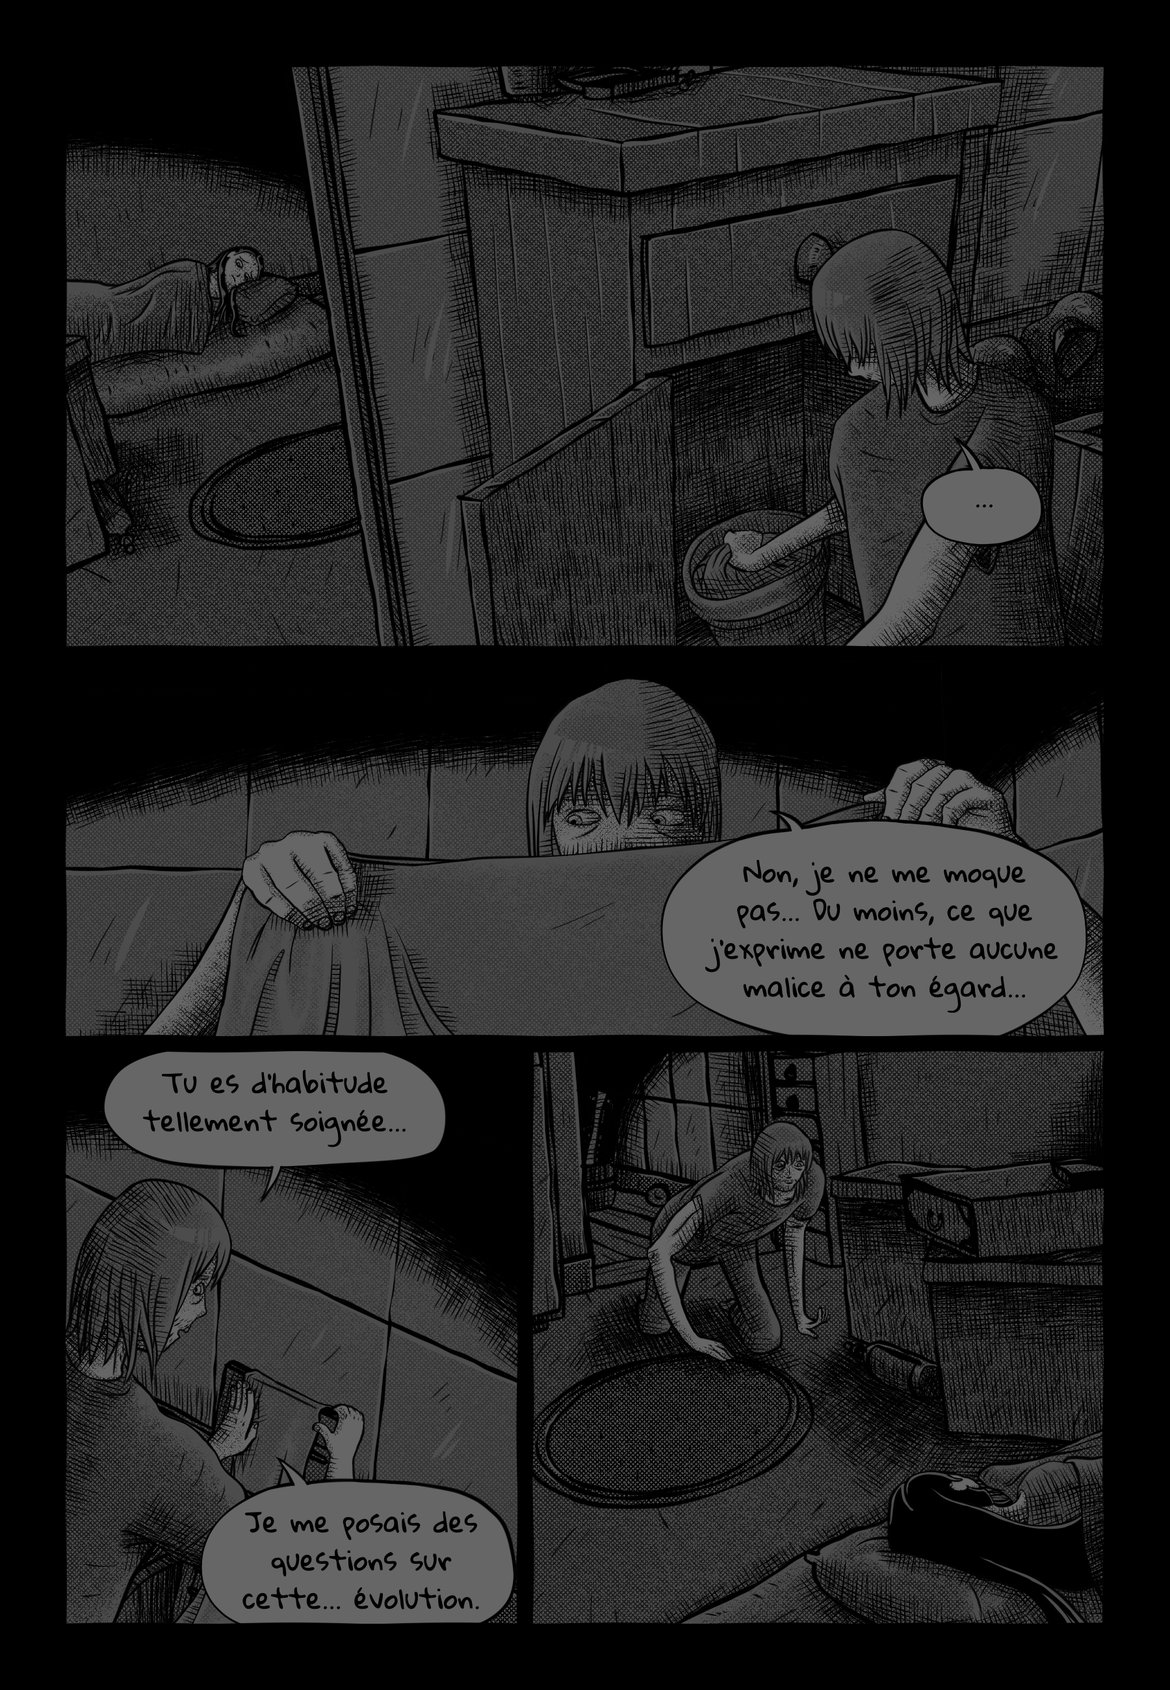 ...
Non, je ne me moque
pas... Du moins, ce que
j'exprime ne porte aucune
malice à ton égard...
Tu es d'habitude
tellement soignée...
Je me posais des
questions sur
cette... évolution.